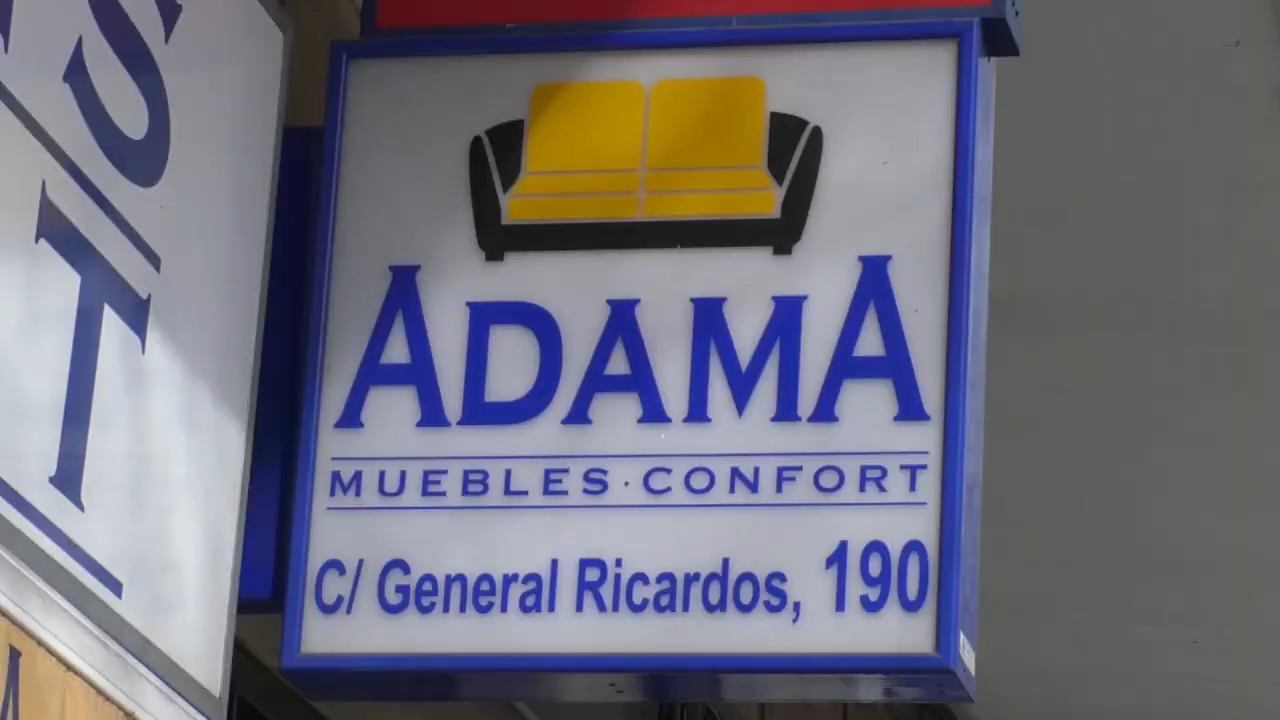 ADAMA
MUEBLES · CONFORT
C/ General Ricardos, 190